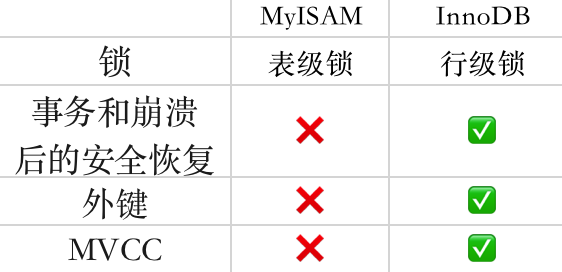 MyISAM InnoDB
锁 表级锁 行级锁
事务和崩溃
后的安全恢复 ❌ ✅
外键 ❌ ✅
MVCC ❌ ✅